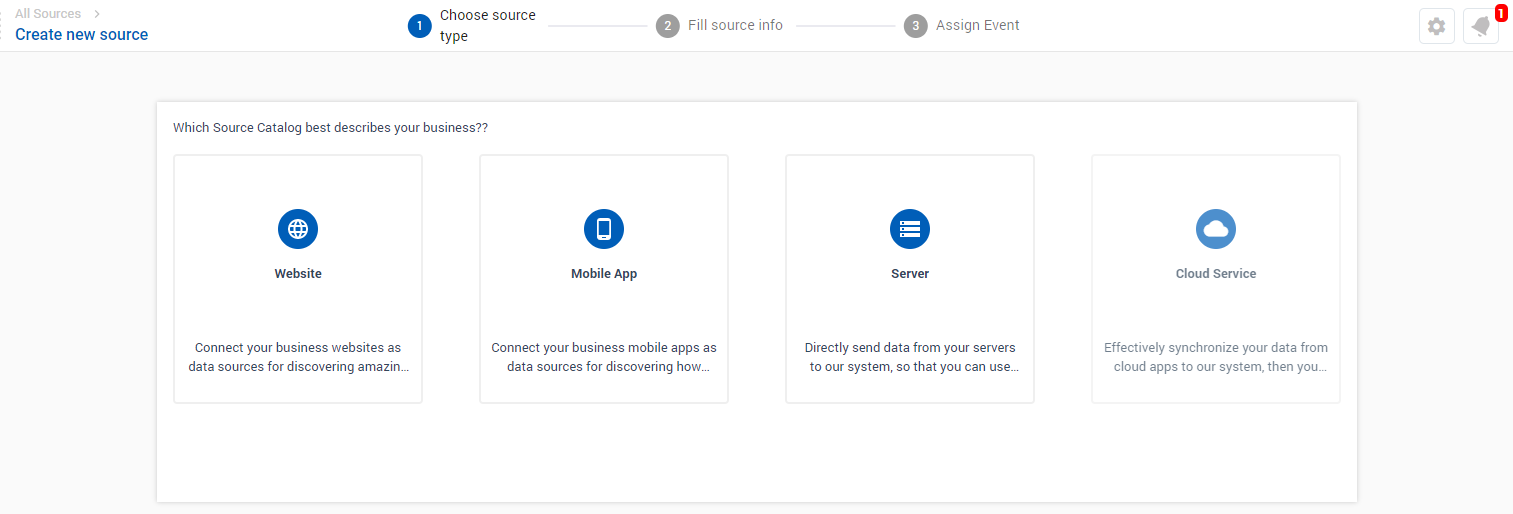 All Sources
Create new source
1
Choose source
type
2
Fill source info
3
Assign Event
1
Which Source Catalog best describes your business??
Website
Connect your business websites as
data sources for discovering amazin...
Mobile App
Connect your business mobile apps as
data sources for discovering how...
Server
Directly send data from your servers
to our system, so that you can use...
Cloud Service
Effectively synchronize your data from
cloud apps to our system, then you...